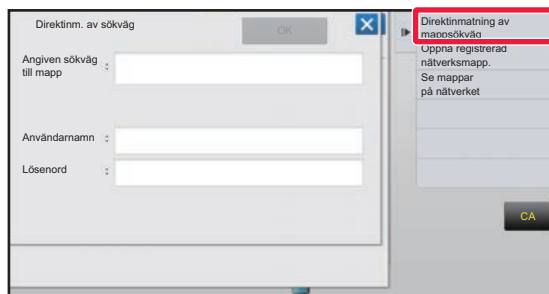 Direktinm. av sökväg
OK
Angiven sökväg
till mapp :
Användarnamn :
Lösenord :
Direktinmatning av
mappsökväg
Öppna registrerad
nätverksmapp.
Se mappar
på nätverket
CA